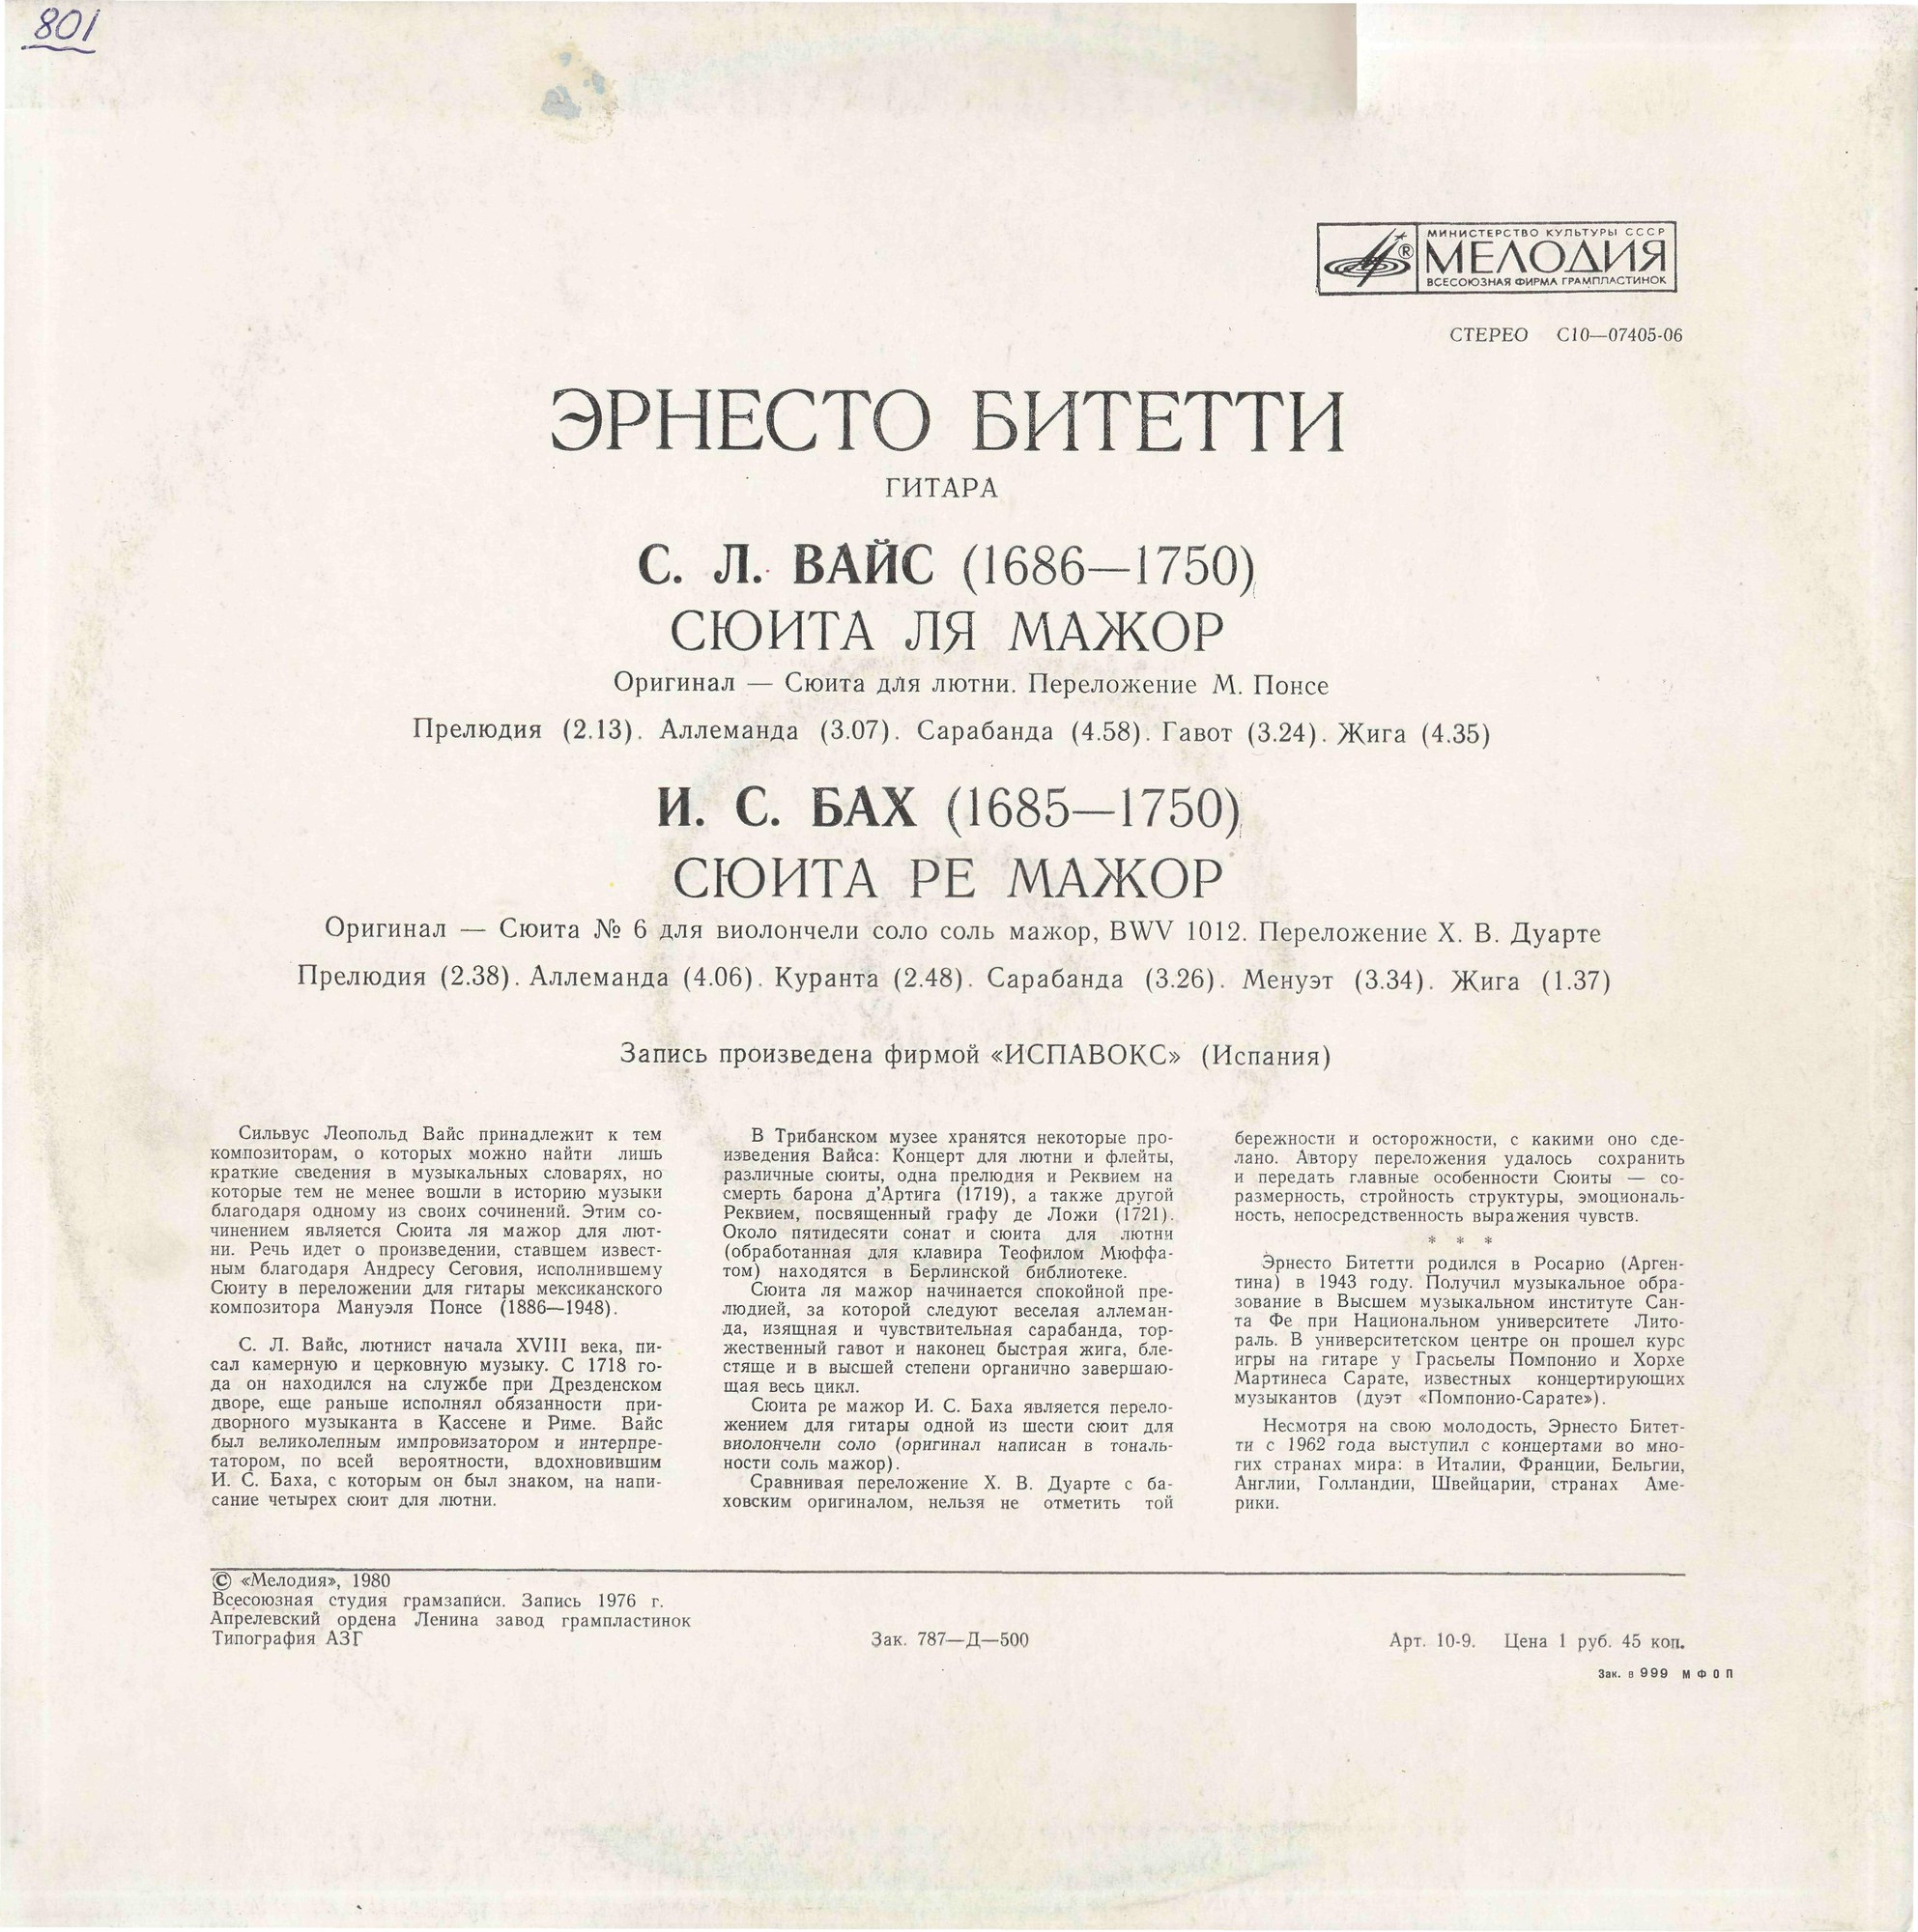 801
МИНИСТЕРСТВО КУЛЬТУРЫ СССР
МЕЛОДИЯ
ВСЕСОЮЗНАЯ ФИРМА ГРАМПЛАСТИНОК
СТЕРЕО С10—07405-06
ЭРНЕСТО БИТЕТТИ
ГИТАРА
С. Л. ВАЙС (1686—1750)
СЮИТА ЛЯ МАЖОР
Оригинал — Сюита для лютни. Переложение М. Понсе
Прелюдия (2.13). Аллеманда (3.07). Сарабанда (4.58). Гавот (3.24). Жига (4.35)
И. С. БАХ (1685—1750)
СЮИТА РЕ МАЖОР
Оригинал — Сюита № 6 для виолончели соло соль мажор, BWV 1012. Переложение Х. В. Дуарте
Прелюдия (2.38). Аллеманда (4.06). Куранта (2.48). Сарабанда (3.26). Менуэт (3.34). Жига (1.37)
Запись произведена фирмой «ИСПАВОКС» (Испания)
Сильвус Леопольд Вайс принадлежит к тем
композиторам, о которых можно найти лишь
краткие сведения в музыкальных словарях, но
которые тем не менее вошли в историю музыки
благодаря одному из своих сочинений. Этим со-
чинением является Сюита ля мажор для лют-
ни. Речь идет о произведении, ставшем извест-
ным благодаря Андресу Сеговия, исполнившему
Сюиту в переложении для гитары мексиканского
композитора Мануэля Понсе (1886—1948).
С. Л. Вайс, лютнист начала XVIII века, пи-
сал камерную и церковную музыку. С 1718 го-
да он находился на службе при Дрезденском
дворе, еще раньше исполнял обязанности при-
дворного музыканта в Кассене и Риме. Вайс
был великолепным импровизатором и интерпре-
татором, по всей вероятности, вдохновившим
И. С. Баха, с которым он был знаком, на напи-
сание четырех сюит для лютни.
В Трибанском музее хранятся некоторые про-
изведения Вайса: Концерт для лютни и флейты,
различные сюиты, одна прелюдия и Реквием на
смерть барона д'Артига (1719), а также другой
Реквием, посвященный графу де Ложи (1721).
Около пятидесяти сонат и сюита для лютни
(обработанная для клавира Теофилом Мюффа-
том) находятся в Берлинской библиотеке.
Сюита ля мажор начинается спокойной пре-
людией, за которой следуют веселая аллеман-
да, изящная и чувствительная сарабанда, тор-
жественный гавот и наконец быстрая жига, бле-
стяще и в высшей степени органично завершаю-
щая весь цикл.
Сюита ре мажор И. С. Баха является перело-
жением для гитары одной из шести сюит для
виолончели соло (оригинал написан в тональ-
ности соль мажор).
Сравнивая переложение Х. В. Дуарте с ба-
ховским оригиналом, нельзя не отметить той
бережности и осторожности, с какими оно сде-
лано. Автору переложения удалось сохранить
и передать главные особенности Сюиты — со-
размерность, стройность структуры, эмоциональ-
ность, непосредственность выражения чувств.
* * *
Эрнесто Битетти родился в Росарио (Арген-
тина) в 1943 году. Получил музыкальное обра-
зование в Высшем музыкальном институте Сан-
та Фе при Национальном университете Лито-
раль. В университетском центре он прошел курс
игры на гитаре у Грасьелы Помпонио и Хорхе
Мартинеса Сарате, известных концертирующих
музыкантов (дуэт «Помпонио-Сарате»).
Несмотря на свою молодость, Эрнесто Битет-
ти с 1962 года выступил с концертами во мно-
гих странах мира: в Италии, Франции, Бельгии,
Англии, Голландии, Швейцарии, странах Аме-
рики.
© «Мелодия», 1980
Всесоюзная студия грамзаписи. Запись 1976 г.
Апрелевский ордена Ленина завод грампластинок
Типография АЗГ
Зак. 787—Д—500
Арт. 10-9. Цена 1 руб. 45 коп.
Зак. в 999 МФОП